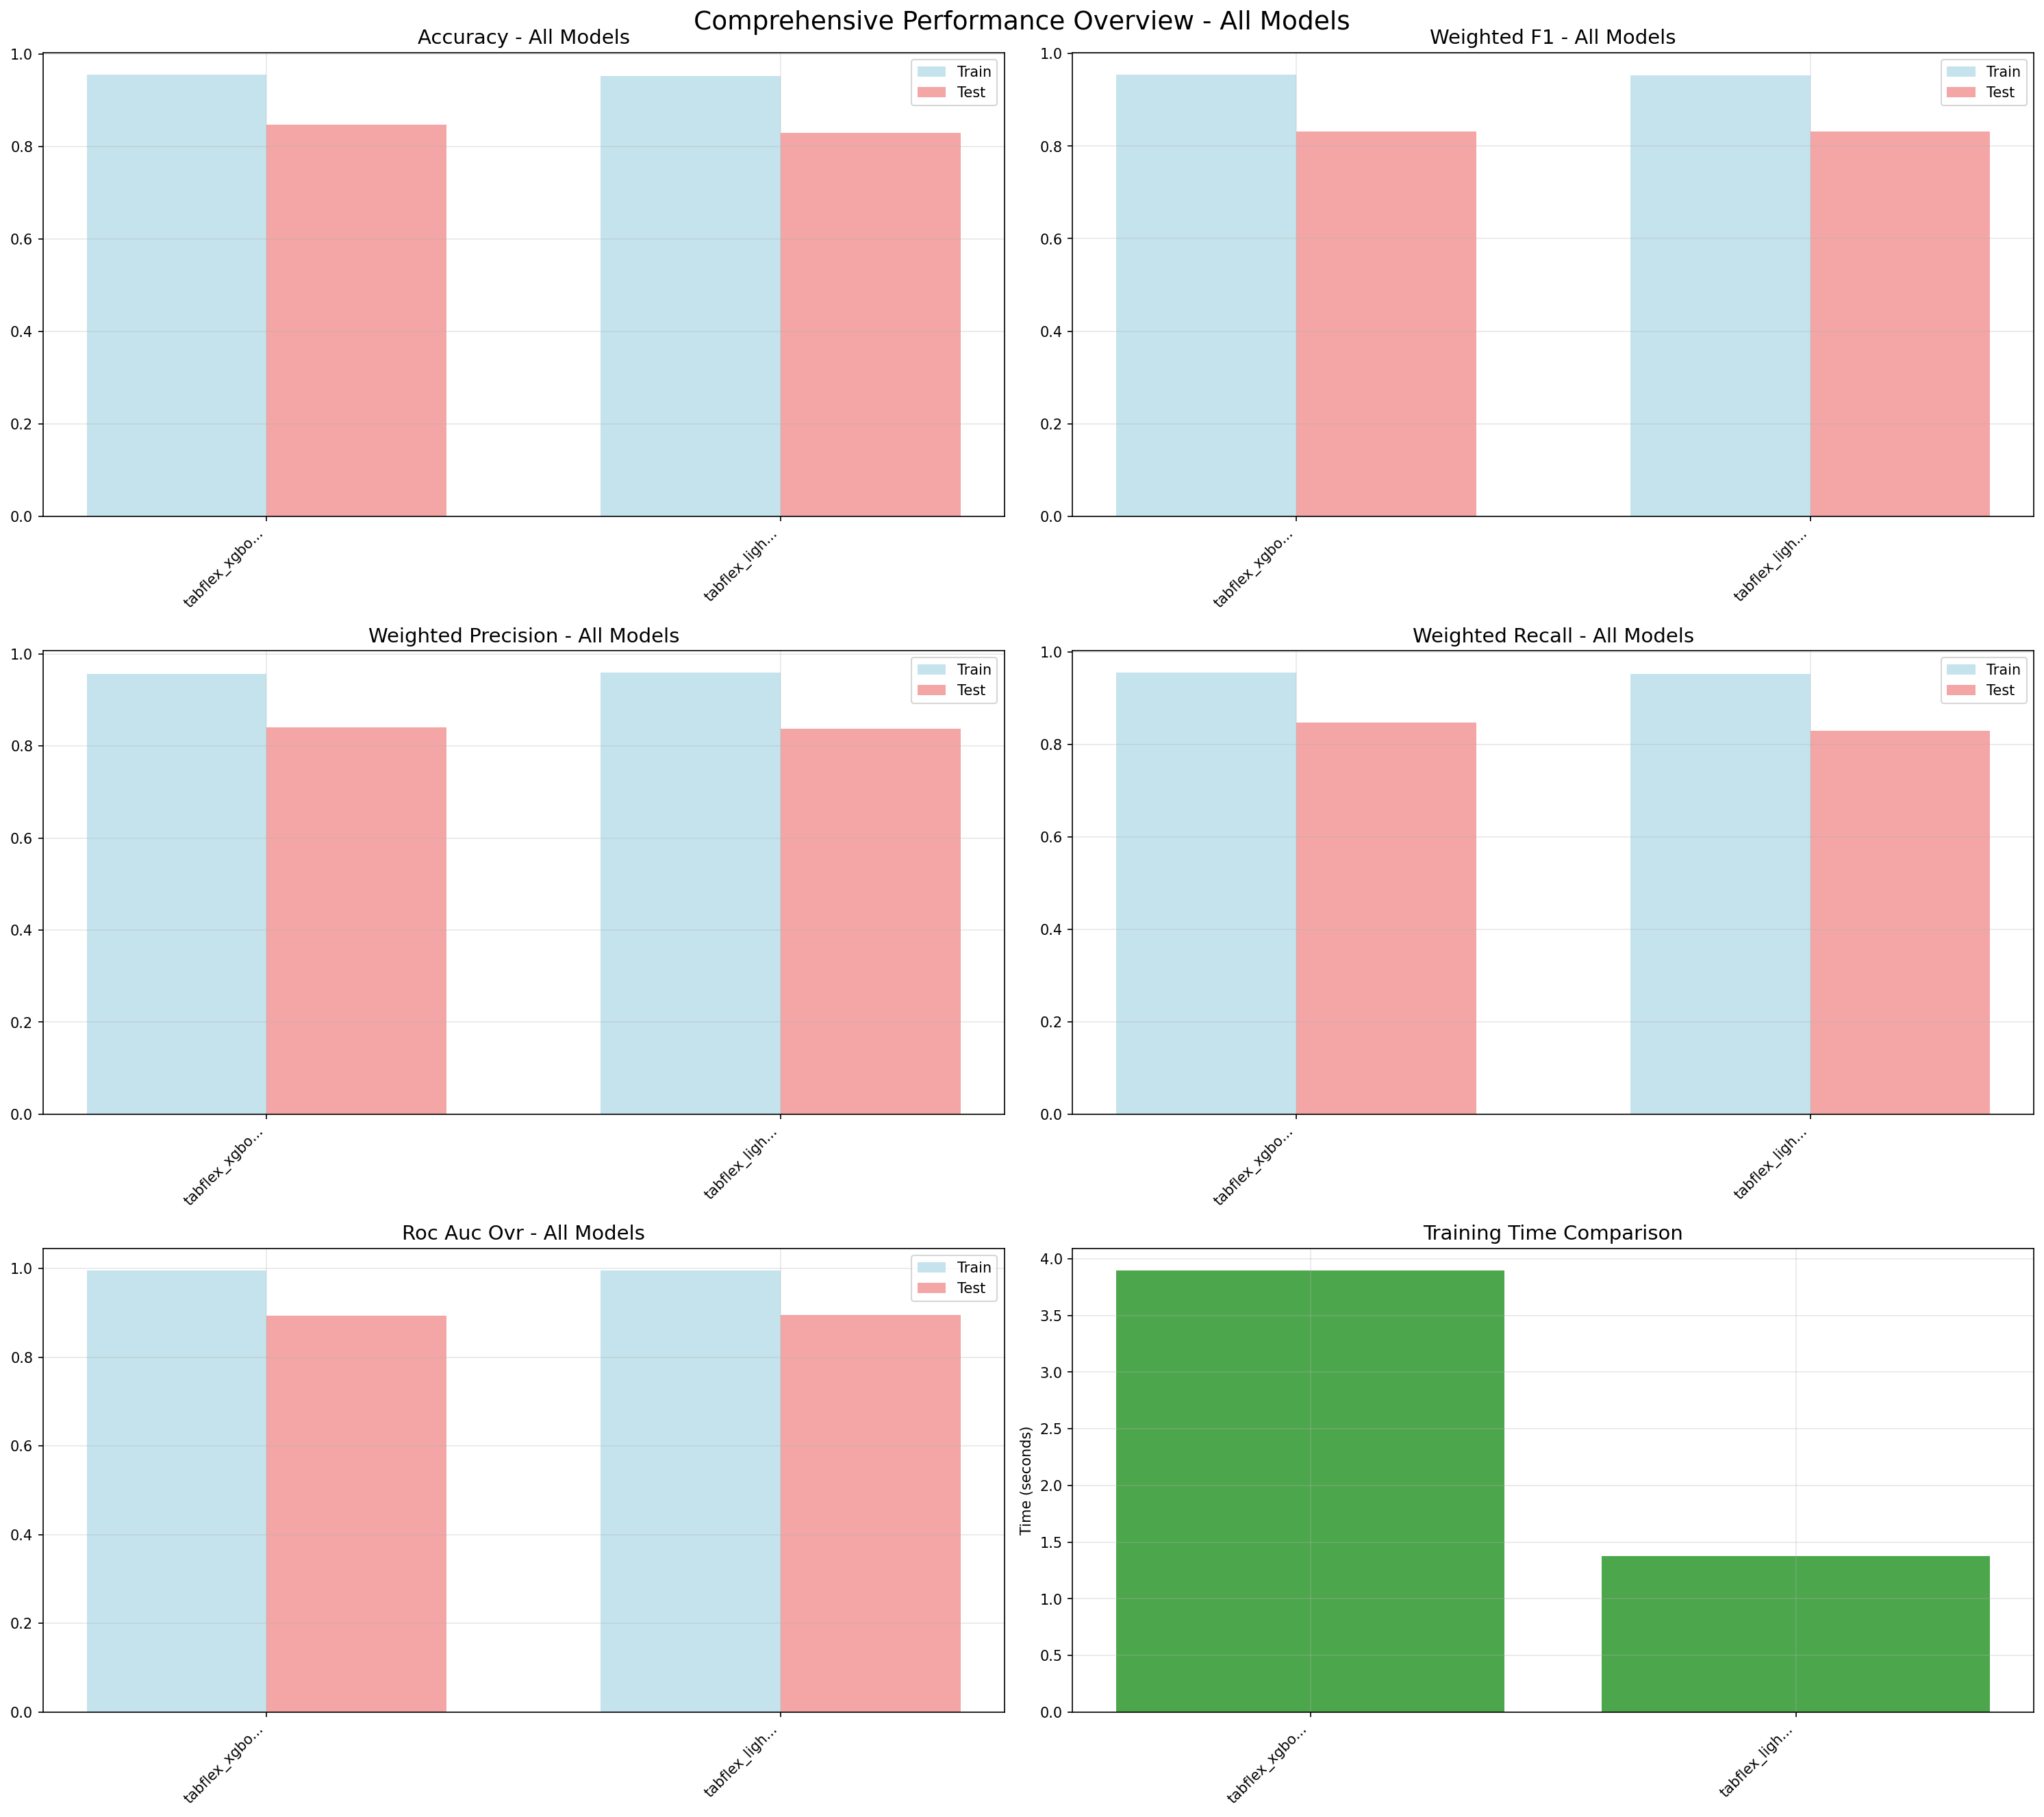 Comprehensive Performance Overview - All Models
Accuracy - All Models
1.0
0.8
0.6
0.4
0.2
0.0
Train
Test
tabflex_xgbo...
tabflex_ligh...
Weighted F1 - All Models
1.0
0.8
0.6
0.4
0.2
0.0
Train
Test
tabflex_xgbo...
tabflex_ligh...
Weighted Precision - All Models
1.0
0.8
0.6
0.4
0.2
0.0
Train
Test
tabflex_xgbo...
tabflex_ligh...
Weighted Recall - All Models
1.0
0.8
0.6
0.4
0.2
0.0
Train
Test
tabflex_xgbo...
tabflex_ligh...
Roc Auc Ovr - All Models
1.0
0.8
0.6
0.4
0.2
0.0
Train
Test
tabflex_xgbo...
tabflex_ligh...
Training Time Comparison
Time (seconds)
4.0
3.5
3.0
2.5
2.0
1.5
1.0
0.5
0.0
tabflex_xgbo...
tabflex_ligh...